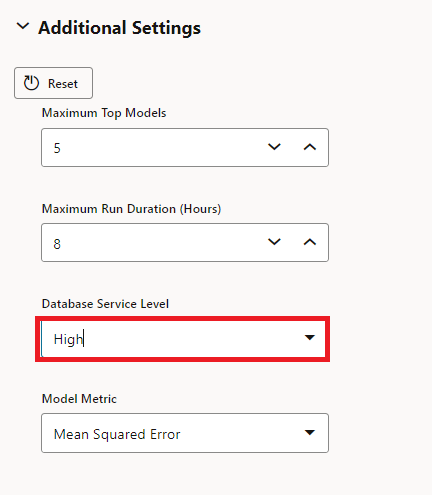 Additional Settings
Reset
Maximum Top Models
5
Maximum Run Duration (Hours)
8
Database Service Level
High
Model Metric
Mean Squared Error